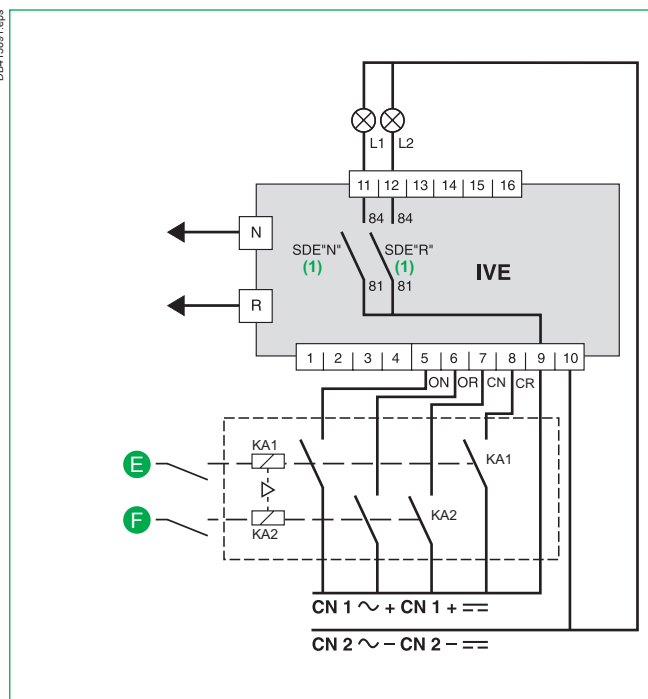 L1 L2
11 12 13 14 15 16
84 84
N
SDE"N" SDE"R"
(1) (1)
IVE
81 81
R
1 2 3 4 5 6 7 8 9 10
ON OR CN CR
E
KA1 KA1
F
KA2 KA2
CN 1 ∼ + CN 1 + ⎓
CN 2 ∼ – CN 2 – ⎓